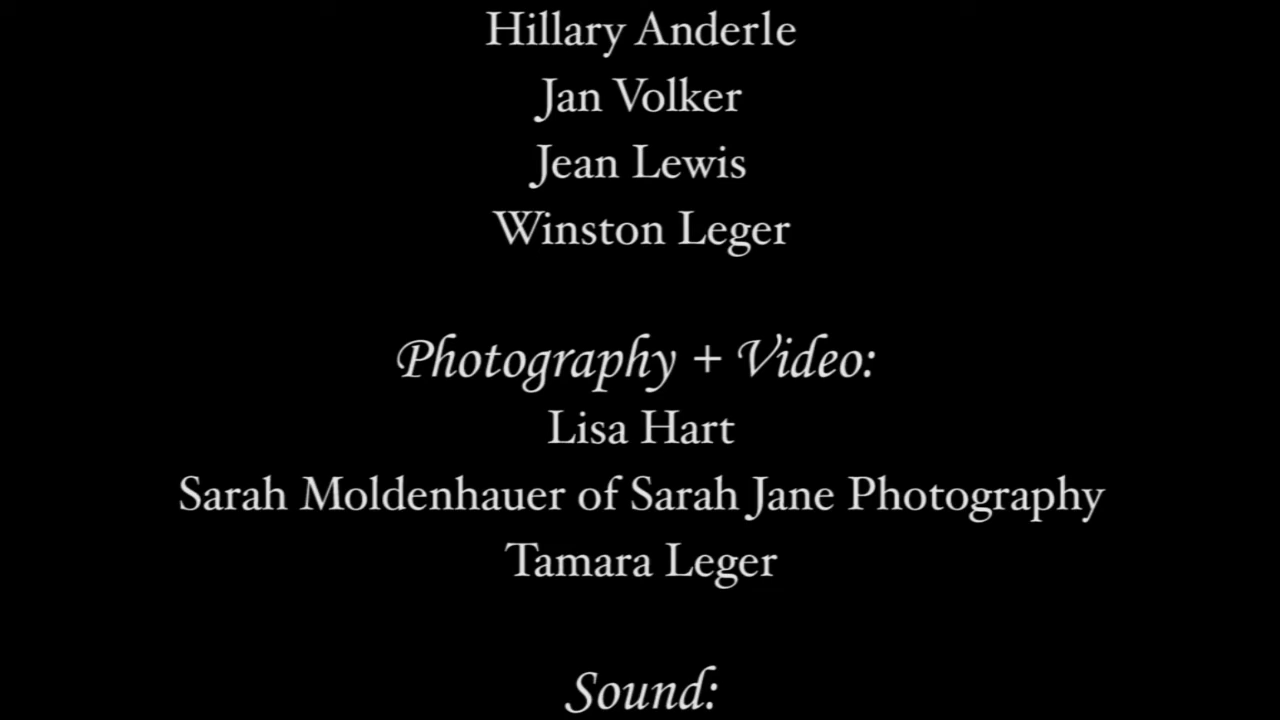 Hillary Anderle
Jan Volker
Jean Lewis
Winston Leger
Photography + Video:
Lisa Hart
Sarah Moldenhauer of Sarah Jane Photography
Tamara Leger
Sound: